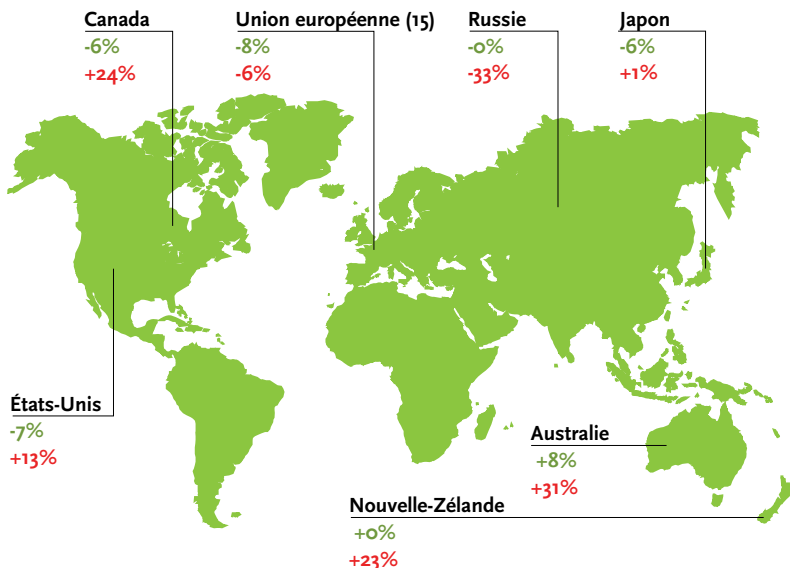 Canada
-6%
+24%
Union européenne (15)
-8%
-6%
Russie
-0%
-33%
Japon
-6%
+1%
États-Unis
-7%
+13%
Australie
+8%
+31%
Nouvelle-Zélande
+0%
+23%